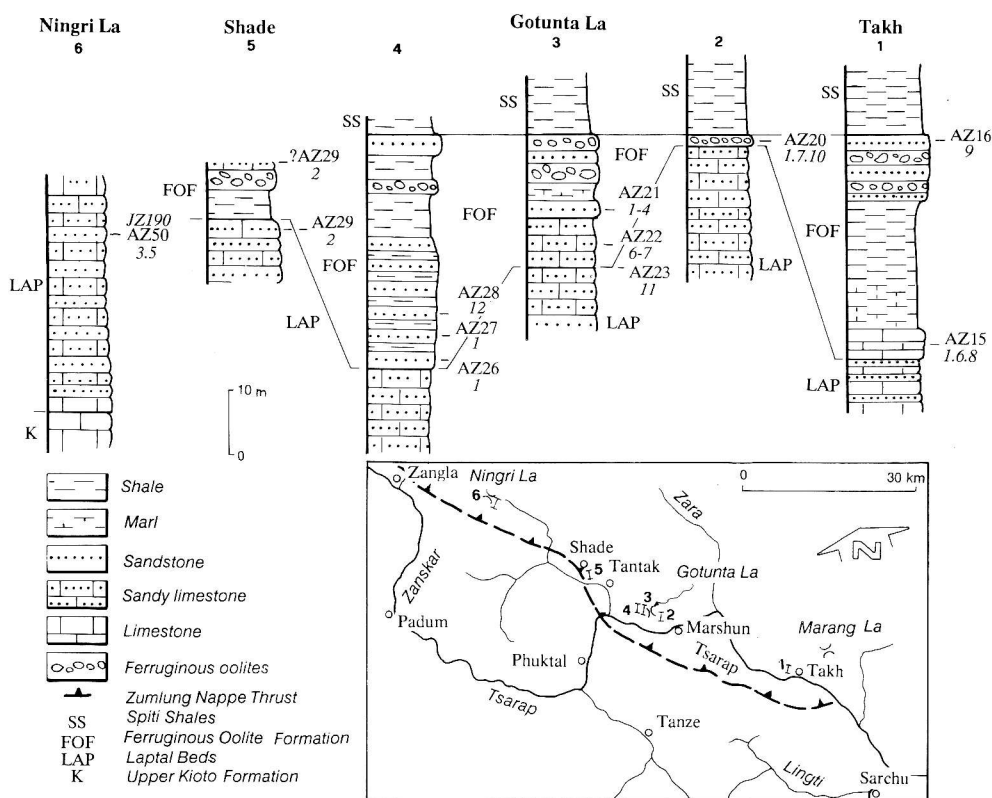 Ningri La
6
Shade
5
4
Gotunta La
3
2
Takh
1
SS
SS
SS
SS
?AZ29
2
FOF
JZ190
AZ50
3.5
AZ29
2
LAP
FOF
FOF
LAP
AZ28
12
AZ27
1
AZ26
1
FOF
AZ21
1-4
AZ22
6-7
AZ23
11
LAP
AZ20
1.7.10
LAP
AZ16
9
FOF
AZ15
1.6.8
LAP
K
10 m
0
Shale
Marl
Sandstone
Sandy limestone
Limestone
Ferruginous oolites
Zumlung Nappe Thrust
SS Spiti Shales
FOF Ferruginous Oolite Formation
LAP Laptal Beds
K Upper Kioto Formation
Zangla
Ningri La
6
0 30 km
Zara
N
Shade
5
Tantak
Gotunta La
3
4
2
Zanskar
Padum
Marshun
Marang La
Phuktal
Tsarap
1
Takh
Tsarap
Tanze
Lingti
Sarchu